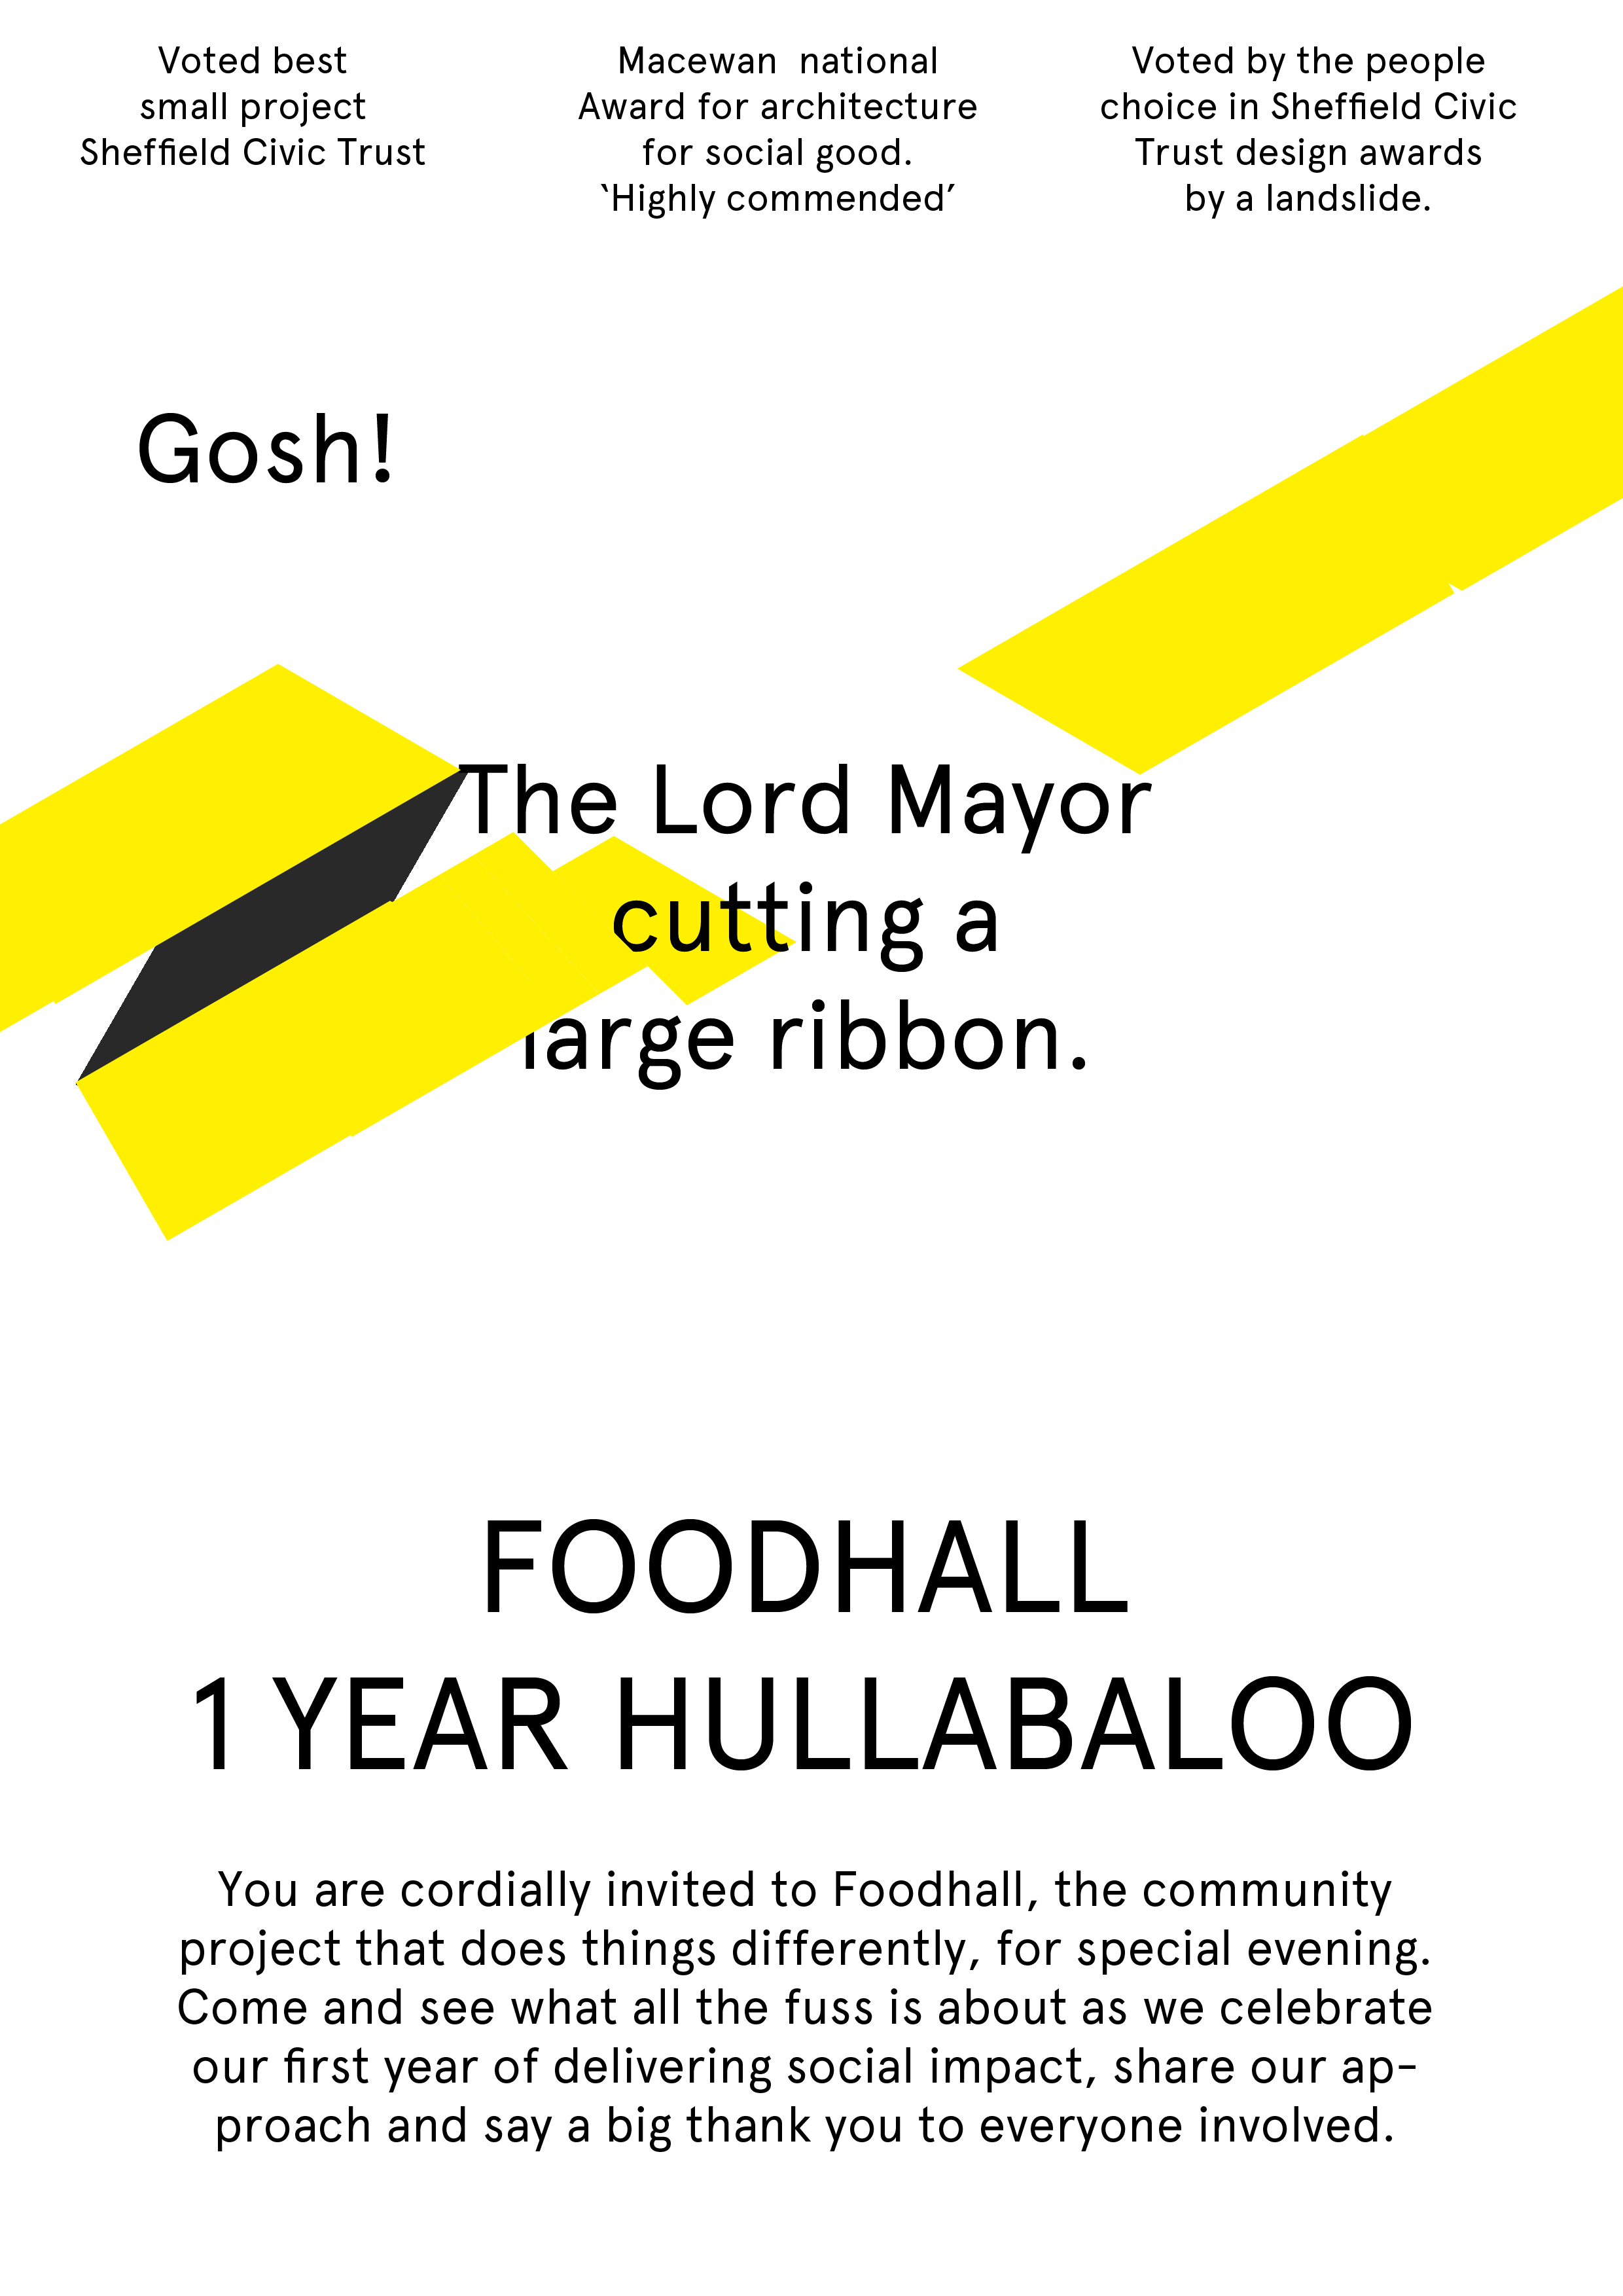 Voted best
small project
Sheffield Civic Trust
Macewan  national
Award for architecture
for social good.
‘Highly commended’
Voted by the people
choice in Sheffield Civic
Trust design awards
by a landslide.
Gosh!
The Lord Mayor
cutting a
large ribbon.
FOODHALL
1 YEAR HULLABALOO
You are cordially invited to Foodhall, the community
project that does things differently, for special evening.
Come and see what all the fuss is about as we celebrate
our first year of delivering social impact, share our ap-
proach and say a big thank you to everyone involved.